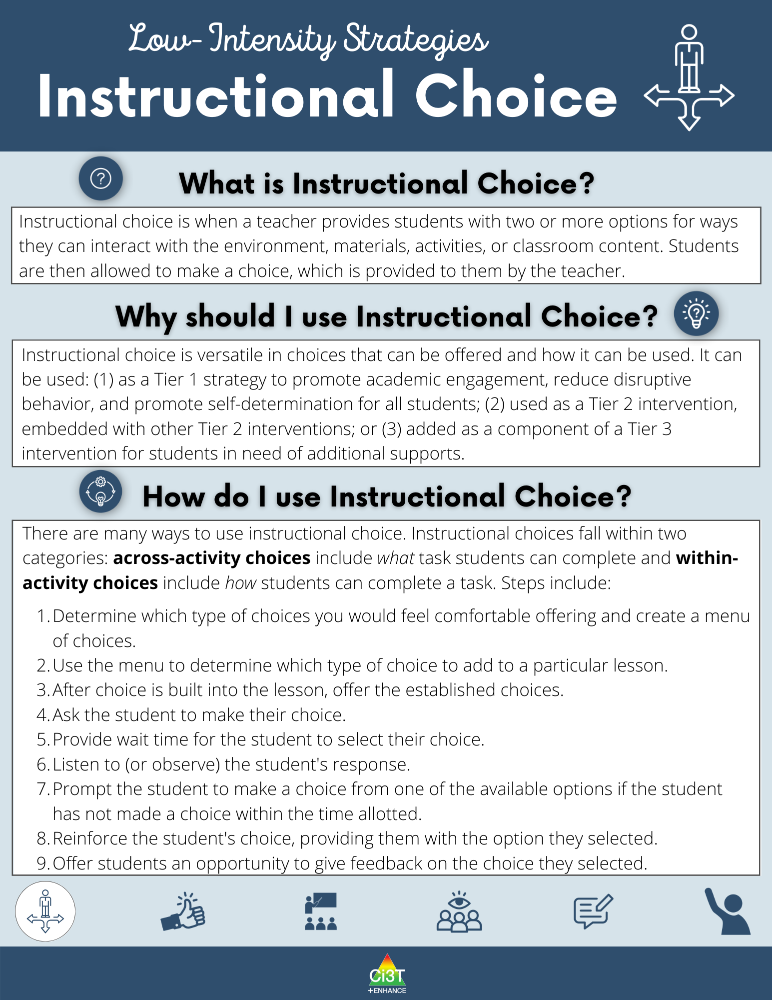 Low-Intensity Strategies
Instructional Choice
?
What is Instructional Choice?
Instructional choice is when a teacher provides students with two or more options for ways
they can interact with the environment, materials, activities, or classroom content. Students
are then allowed to make a choice, which is provided to them by the teacher.
Why should I use Instructional Choice?
?
Instructional choice is versatile in choices that can be offered and how it can be used. It can
be used: (1) as a Tier 1 strategy to promote academic engagement, reduce disruptive
behavior, and promote self-determination for all students; (2) used as a Tier 2 intervention,
embedded with other Tier 2 interventions; or (3) added as a component of a Tier 3
intervention for students in need of additional supports.
How do I use Instructional Choice?
There are many ways to use instructional choice. Instructional choices fall within two
categories: across-activity choices include what task students can complete and within-
activity choices include how students can complete a task. Steps include:
1. Determine which type of choices you would feel comfortable offering and create a menu
of choices.
2. Use the menu to determine which type of choice to add to a particular lesson.
3. After choice is built into the lesson, offer the established choices.
4. Ask the student to make their choice.
5. Provide wait time for the student to select their choice.
6. Listen to (or observe) the student's response.
7. Prompt the student to make a choice from one of the available options if the student
has not made a choice within the time allotted.
8. Reinforce the student's choice, providing them with the option they selected.
9. Offer students an opportunity to give feedback on the choice they selected.
Ci3T
+ENHANCE